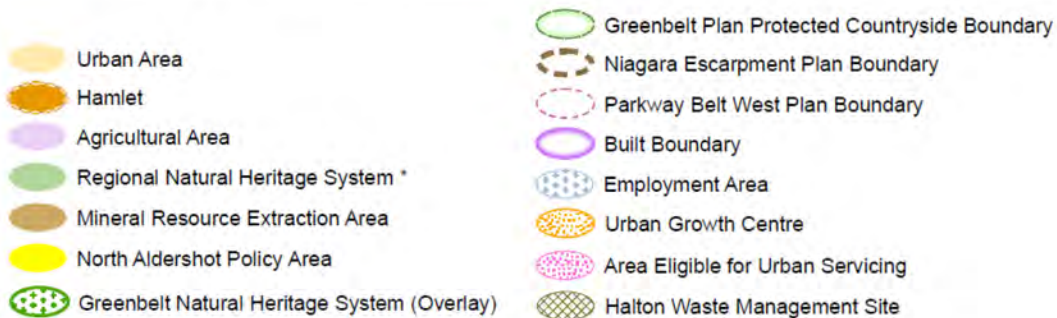 Urban Area
Hamlet
Agricultural Area
Regional Natural Heritage System *
Mineral Resource Extraction Area
North Aldershot Policy Area
Greenbelt Natural Heritage System (Overlay)
Greenbelt Plan Protected Countryside Boundary
Niagara Escarpment Plan Boundary
Parkway Belt West Plan Boundary
Built Boundary
Employment Area
Urban Growth Centre
Area Eligible for Urban Servicing
Halton Waste Management Site